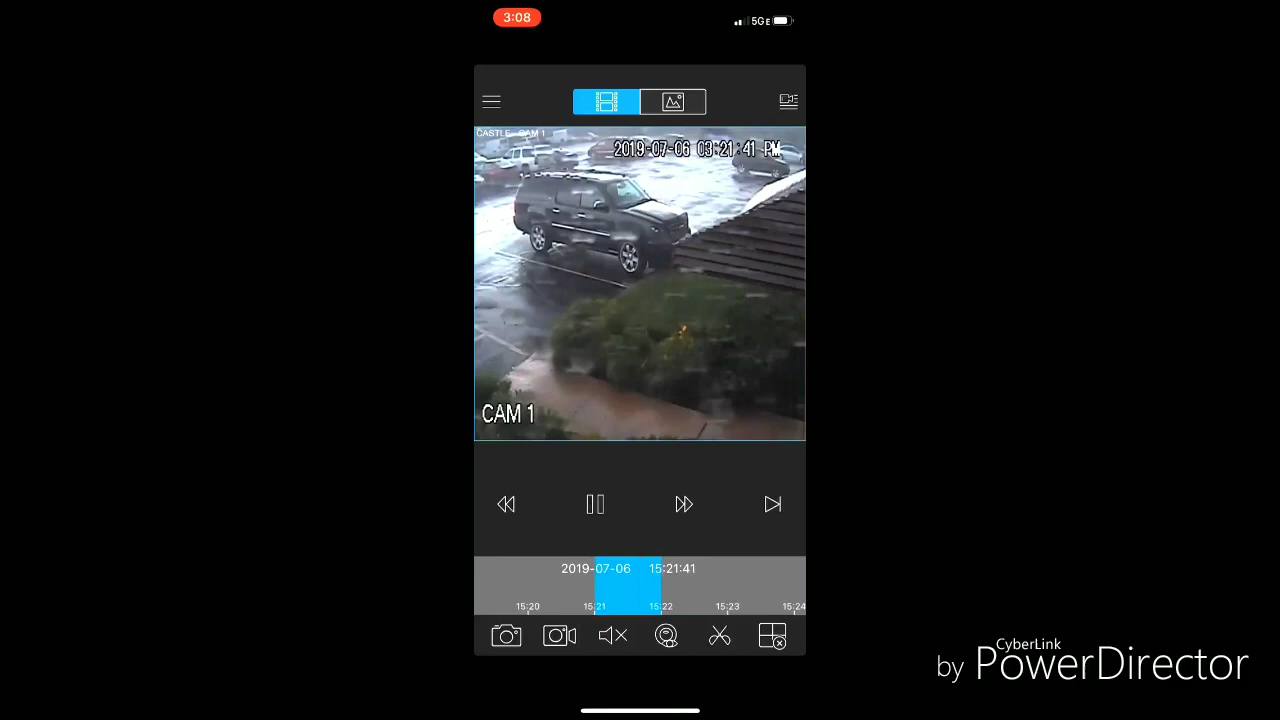 3:08
5GE
CASTLE - CAM 1
2019-07-06 03:21:41 PM
CAM 1
2019-07-06 15:21:41
15:20 15:21 15:22 15:23 15:24
by CyberLink PowerDirector